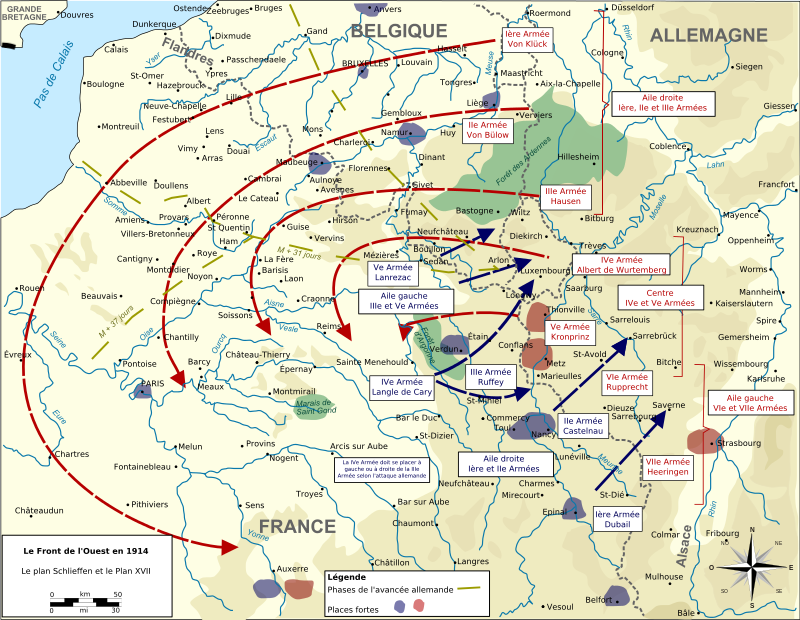 GRANDE
BRETAGNE
Douvres
Pas de Calais
Ostende
Zeebruges
Bruges
Anvers
Roermond
Düsseldorf
Dunkerque
Dixmude
Gand
BELGIQUE
ALLEMAGNE
Flandres
Calais
Yser
Passchendaele
Ypres
BRUXELLES
Louvain
Hasselt
Ière Armée
Von Klück
Meuse
Maastricht
Rhin
Cologne
Siegen
St-Omer
Hazebrouck
Boulogne
Lille
Tongres
Aix-la-Chapelle
Neuve-Chapelle
Festubert
Montreuil
Gembloux
Liège
Verviers
Aile droite
Ière, IIe et IIIe Armées
Giessen
Lens
Vimy
Arras
Douai
Escaut
Mons
Charleroi
Namur
Huy
IIe Armée
Von Bülow
Forêt des Ardennes
Hillesheim
Coblence
Lahn
Maubeuge
Dinant
Florennes
Abbeville
Doullens
Cambrai
Aulnoye
Avesnes
Givet
Le Cateau
Somme
Albert
Fumay
IIIe Armée
Hausen
Francfort
Bastogne
Wiltz
Bitburg
Moselle
Mayence
Amiens
Provart
Péronne
St Quentin
Hirson
Villers-Bretonneux
Ham
Guise
Vervins
Neufchâteau
Diekirch
Trèves
Kreuznach
Oppenheim
M + 31 jours
Cantigny
Roye
La Fère
Mézières
Bouillon
Sedan
Arlon
IVe Armée
Albert de Wurtemberg
Montdidier
Barisis
Noyon
Laon
Ve Armée
Lanrezac
Luxembourg
Worms
Saarburg
Rouen
Beauvais
Compiègne
Aisne
Craonne
Aile gauche
IIIe et Ve Armées
Longwy
Centre
IVe et Ve Armées
Mannheim
Kaiserslautern
M + 37 jours
Soissons
Vesle
Reims
Thionville
Sarre
Sarrelouis
Spire
Seine
Oise
Chantilly
Ourcq
Forêt
d'Argonne
Étain
Verdun
Ve Armée
Kronprinz
Conflans
Sarrebrück
Gemersheim
Évreux
Pontoise
Barcy
Château-Thierry
Sainte Menehould
St-Avold
Metz
Bitche
Wissembourg
Épernay
IIIe Armée
Ruffey
Marieulles
Karlsruhe
PARIS
Meaux
Montmirail
IVe Armée
Langle de Cary
VIe Armée
Rupprecht
Marais de
Saint Gond
St-Mihiel
Dieuze
Saverne
Aile gauche
VIe et VIIe Armées
Eure
Bar le Duc
Commercy
Toul
Nancy
IIe Armée
Castelnau
Sarrebourg
St-Dizier
Strasbourg
Chartres
Melun
Provins
Arcis sur Aube
Nogent
Lunéville
Meurthe
VIIe Armée
Heeringen
Fontainebleau
La IVe Armée doit se placer à
gauche ou à droite de la IIIe
Armée selon l'attaque allemande
Aile droite
Ière et IIe Armées
Neufchâteau
Charmes
Mirecourt
St-Dié
Troyes
Bar sur Aube
Châteaudun
Pithiviers
Sens
Chaumont
Epinal
Ière Armée
Dubail
Rhin
FRANCE
Yonne
Alsace
Colmar
Fribourg
Châtillon
Langres
Auxerre
Mulhouse
Vesoul
Belfort
Bâle
N
NO
NE
O
E
SO
SE
S
Le Front de l'Ouest en 1914
Le plan Schlieffen et le Plan XVII
0 km 50
0 mi 30
Légende
Phases de l'avancée allemande
Places fortes